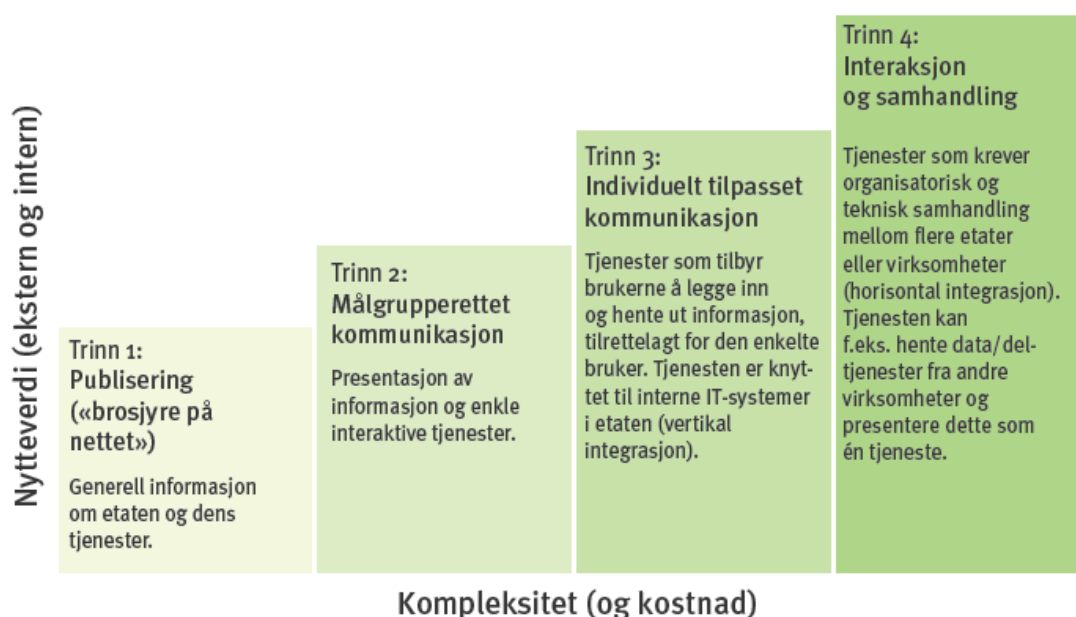 Nytteverdi (ekstern og intern)
Trinn 1:
Publisering
(«brosjyre på
nettet»)
Generell informasjon
om etaten og dens
tjenester.
Trinn 2:
Målgrupperettet
kommunikasjon
Presentasjon av
informasjon og enkle
interaktive tjenester.
Trinn 3:
Individuelt tilpasset
kommunikasjon
Tjenester som tilbyr
brukerne å legge inn
og hente ut informasjon,
tilrettelagt for den enkelte
bruker. Tjenesten er knyt-
tet til interne IT-systemer
i etaten (vertikal
integrasjon).
Trinn 4:
Interaksjon
og samhandling
Tjenester som krever
organisatorisk og
teknisk samhandling
mellom flere etater
eller virksomheter
(horisontal integrasjon).
Tjenesten kan
f.eks. hente data/del-
tjenester fra andre
virksomheter og
presentere dette som
én tjeneste.
Kompleksitet (og kostnad)